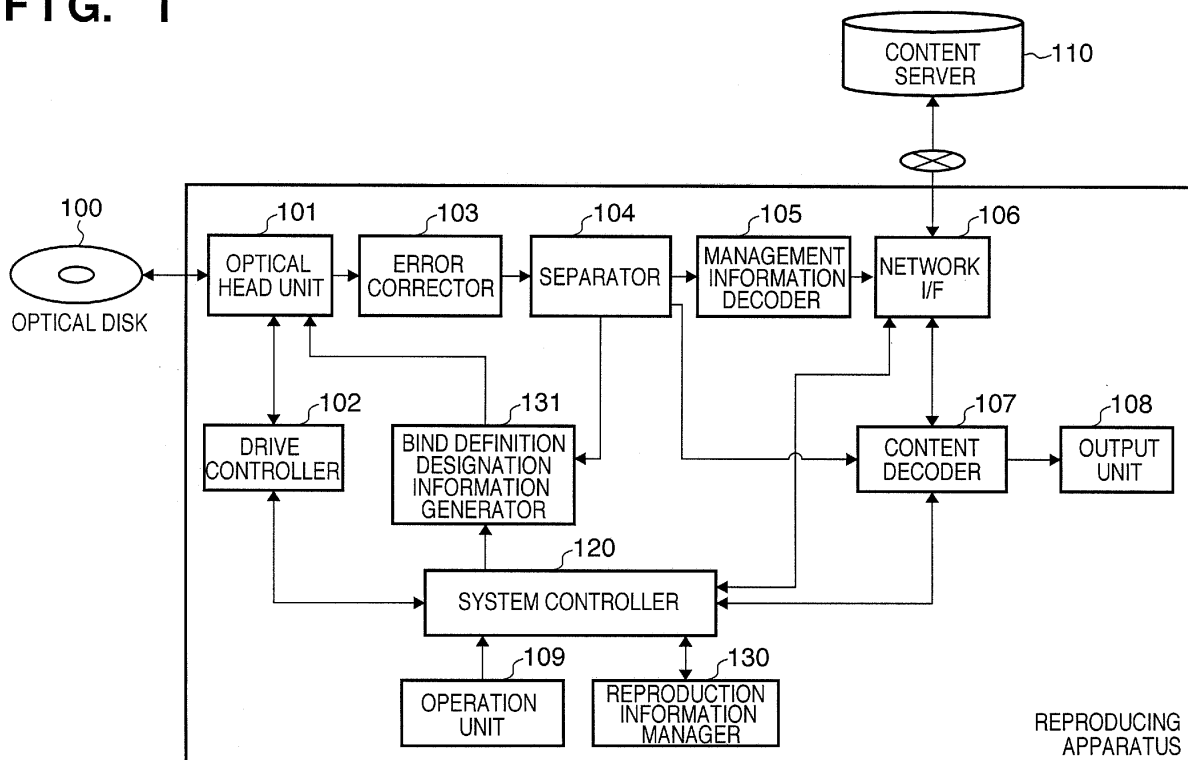 FIG. 1
CONTENT
SERVER
110
100
OPTICAL DISK
101
OPTICAL
HEAD UNIT
103
ERROR
CORRECTOR
104
SEPARATOR
105
MANAGEMENT
INFORMATION
DECODER
106
NETWORK
I/F
102
DRIVE
CONTROLLER
131
BIND DEFINITION
DESIGNATION
INFORMATION
GENERATOR
107
CONTENT
DECODER
108
OUTPUT
UNIT
120
SYSTEM CONTROLLER
109
OPERATION
UNIT
130
REPRODUCTION
INFORMATION
MANAGER
REPRODUCING
APPARATUS